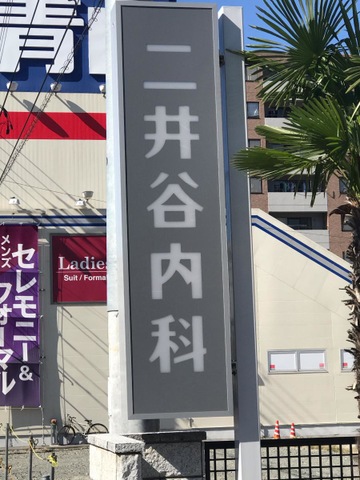 青
二井谷内科
Ladies
Suit / Formal
メンズ
セレモニー&
フォーマル